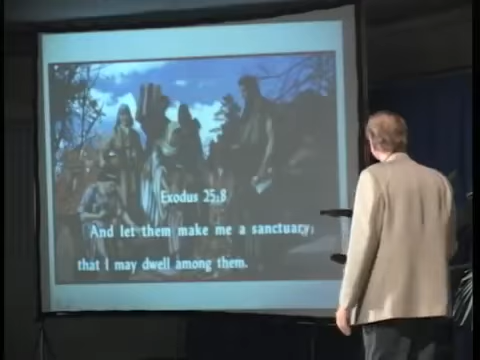 Exodus 25:8
And let them make me a sanctuary;
that I may dwell among them.